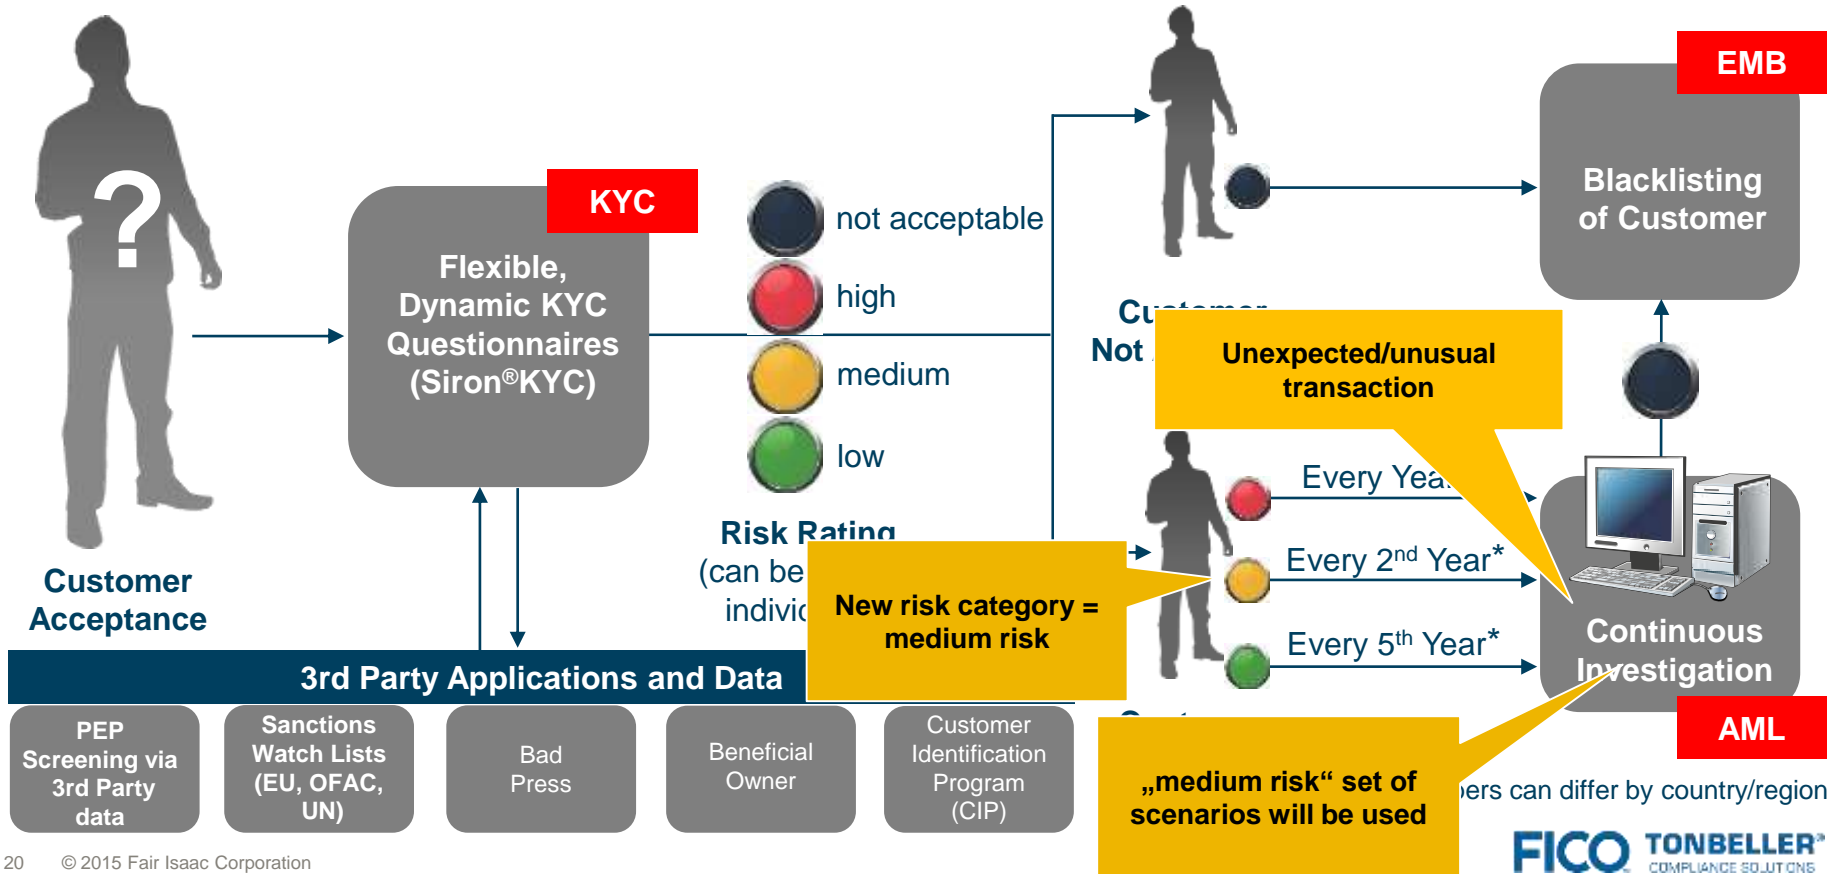 ?
Customer
Acceptance
KYC
Flexible,
Dynamic KYC
Questionnaires
(Siron®KYC)
not acceptable
high
medium
low
Risk Rating
(can be
New risk category =
medium risk
Not
Unexpected/unusual
transaction
EMB
Blacklisting
of Customer
Every Year
Every 2nd Year*
Every 5th Year*
Continuous
Investigation
AML
„medium risk“ set of
scenarios will be used
can differ by country/region
3rd Party Applications and Data
PEP
Screening via
3rd Party
data
Sanctions
Watch Lists
(EU, OFAC,
UN)
Bad
Press
Beneficial
Owner
Customer
Identification
Program
(CIP)
20 © 2015 Fair Isaac Corporation
FICO TONBELLER
COMPLIANCE SOLUTIONS